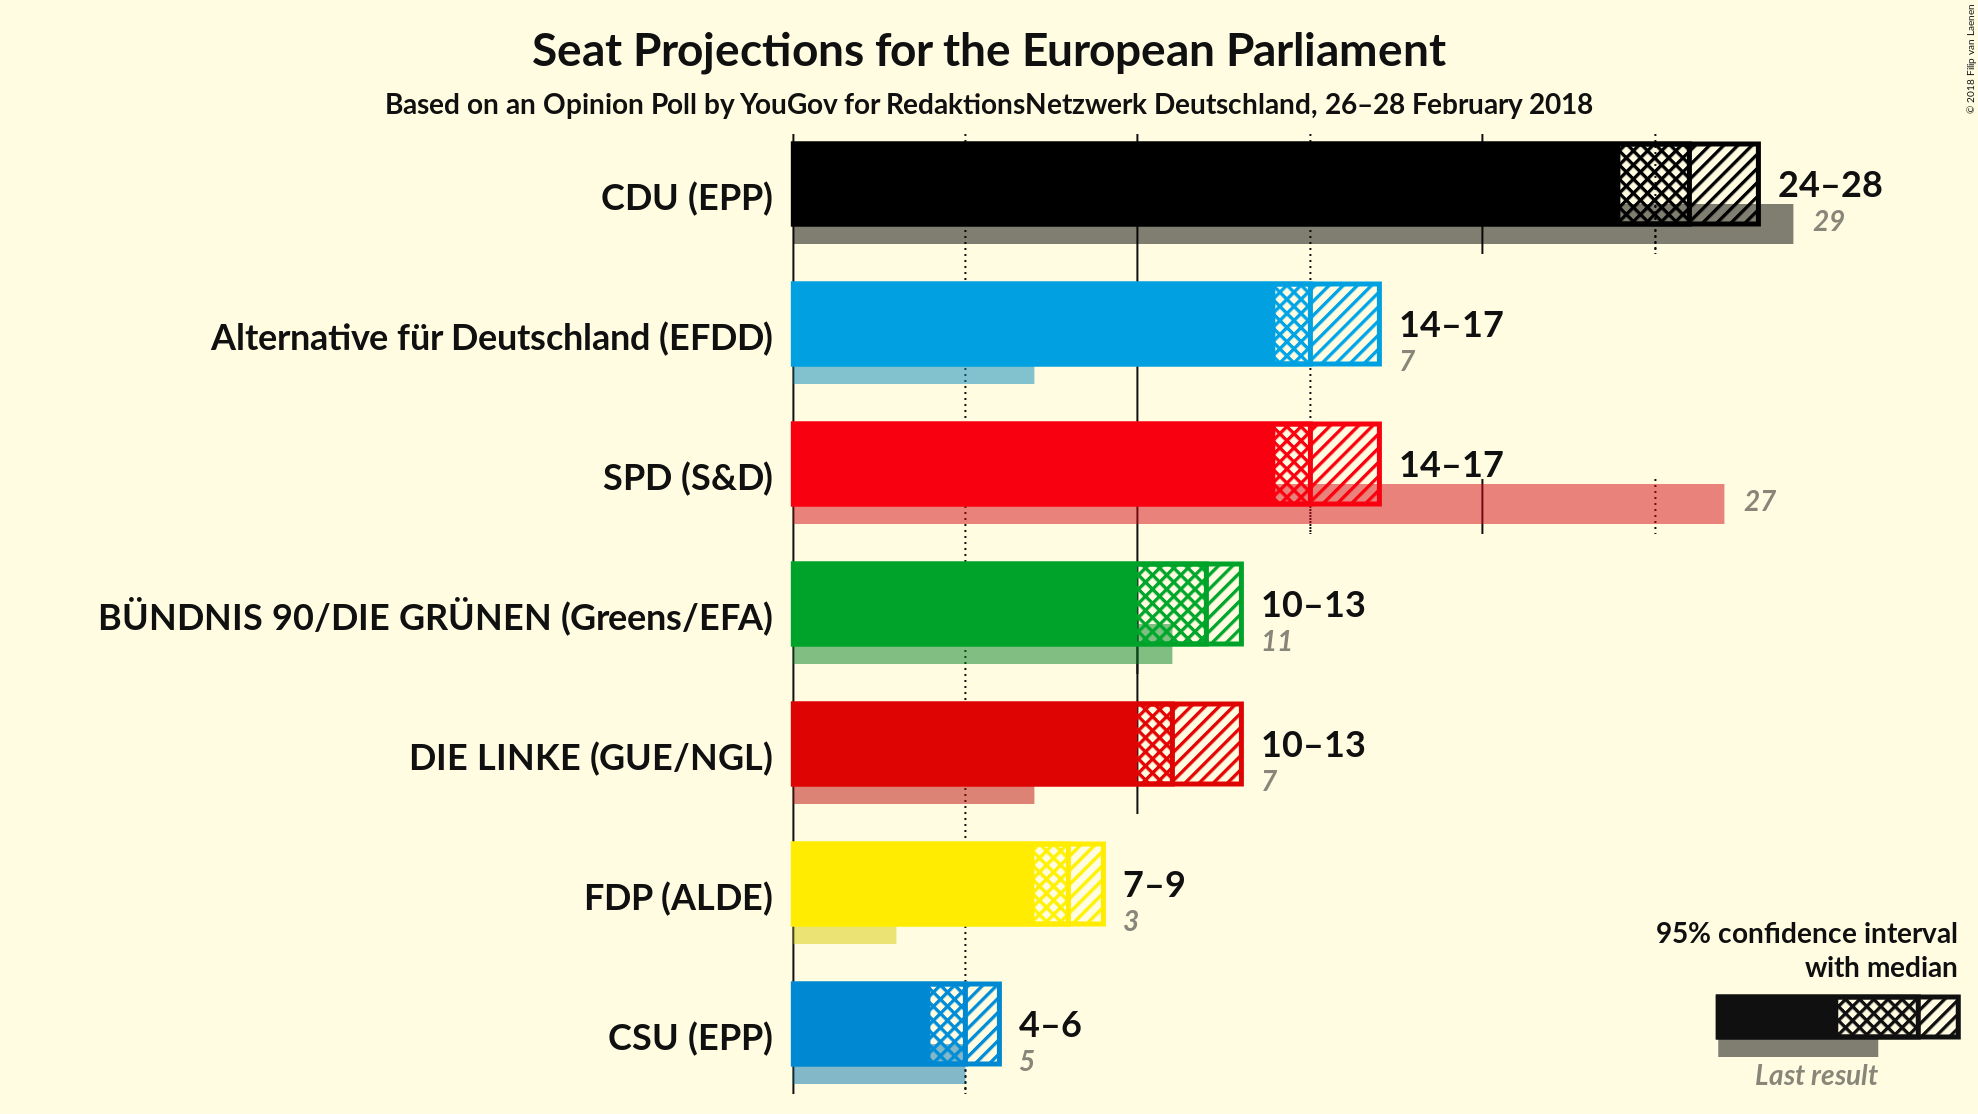 Seat Projections for the European Parliament
Based on an Opinion Poll by YouGov for RedaktionsNetzwerk Deutschland, 26–28 February 2018
© 2018 Filip van Laenen
CDU (EPP)
24–28
29
Alternative für Deutschland (EFDD)
14–17
7
SPD (S&D)
14–17
27
BÜNDNIS 90/DIE GRÜNEN (Greens/EFA)
10–13
11
DIE LINKE (GUE/NGL)
10–13
7
FDP (ALDE)
7–9
3
CSU (EPP)
4–6
5
95% confidence interval
with median
Last result